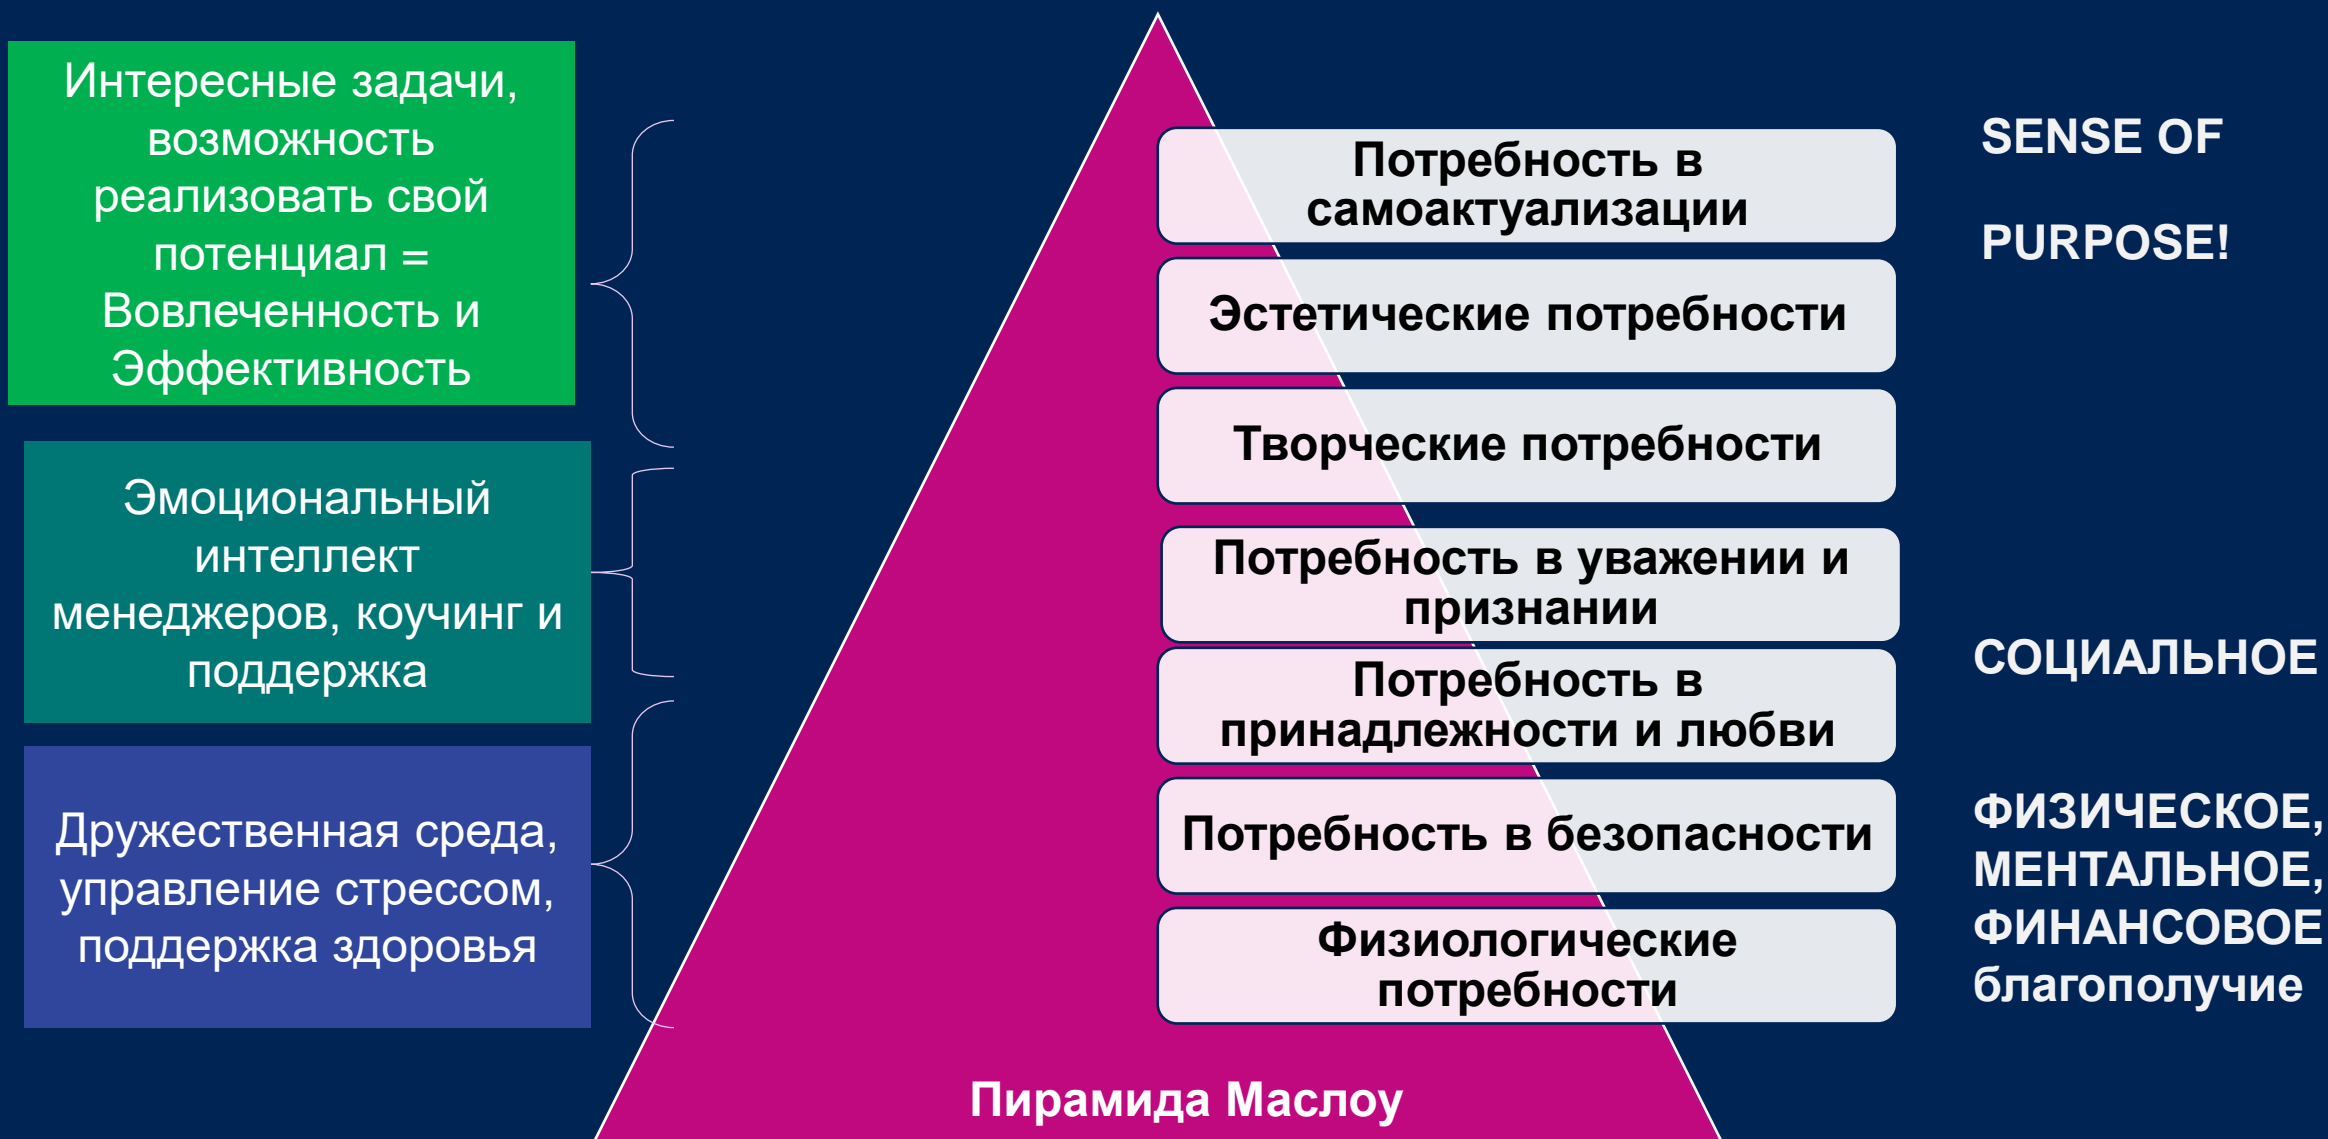 Интересные задачи,
возможность
реализовать свой
потенциал =
Вовлеченность и
Эффективность
Эмоциональный
интеллект
менеджеров, коучинг и
поддержка
Дружественная среда,
управление стрессом,
поддержка здоровья
Потребность в
самоактуализации
Эстетические потребности
Творческие потребности
Потребность в уважении и
признании
Потребность в
принадлежности и любви
Потребность в безопасности
Физиологические
потребности
Пирамида Маслоу
SENSE OF
PURPOSE!
СОЦИАЛЬНОЕ
ФИЗИЧЕСКОЕ,
МЕНТАЛЬНОЕ,
ФИНАНСОВОЕ
благополучие